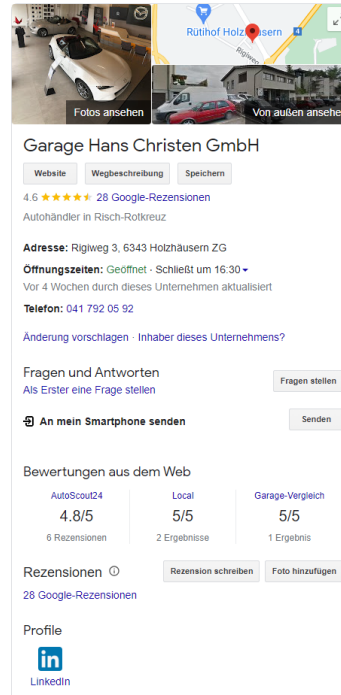 Rütihof Holzhäusern
4
Rigiweg
Fotos ansehen
Von außen ansehe
Garage Hans Christen GmbH
Website
Wegbeschreibung
Speichern
4.6 ★★★★★ 28 Google-Rezensionen
Autohändler in Risch-Rotkreuz
Adresse: Rigiweg 3, 6343 Holzhäusern ZG
Öffnungszeiten: Geöffnet · Schließt um 16:30
Vor 4 Wochen durch dieses Unternehmen aktualisiert
Telefon: 041 792 05 92
Änderung vorschlagen · Inhaber dieses Unternehmens?
Fragen und Antworten
Als Erster eine Frage stellen
Fragen stellen
An mein Smartphone senden
Senden
Bewertungen aus dem Web
AutoScout24
Local
Garage-Vergleich
4.8/5
5/5
5/5
6 Rezensionen
2 Ergebnisse
1 Ergebnis
Rezensionen
Rezension schreiben
Foto hinzufügen
28 Google-Rezensionen
Profile
in
LinkedIn